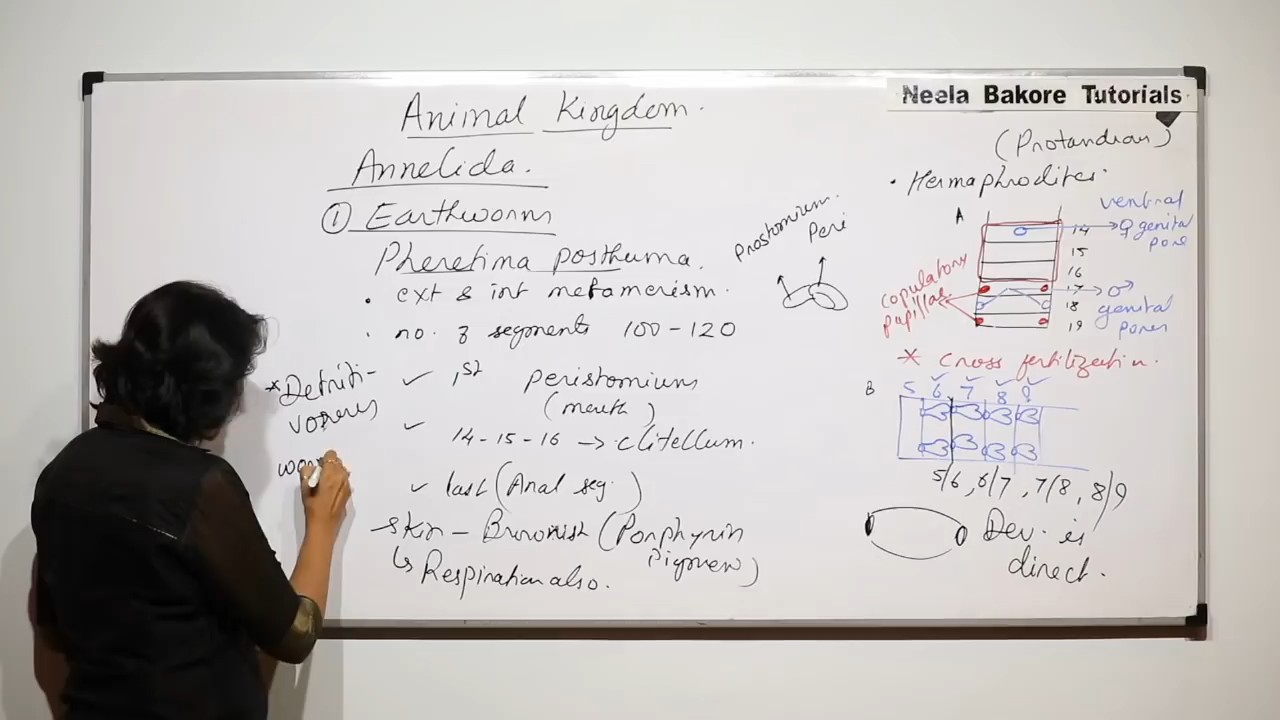 Neela Bakore Tutorials
Animal Kingdom.
Annelida.
① Earthworm
Pheretima posthuma.
• ext & int metamerism.
• no. of segments 100-120
✓ 1st peristomium
(mouth)
✓ 14-15-16 → clitellum.
✓ last (Anal seg.)
skin - Brownish (Porphyrin
Pigment)
↳ Respiration also.
* Detriti-
vorous
Prostomium.
Peri
(Protandrous)
• Hermaphrodites.
A
ventral
14 → ♀ genital
pore
15
16
17 → ♂
18 genital
pores
19
copulatory
papillae
* cross fertilization.
B
5 6 7 8 9
5/6, 6/7, 7/8, 8/9
Dev. is
direct.